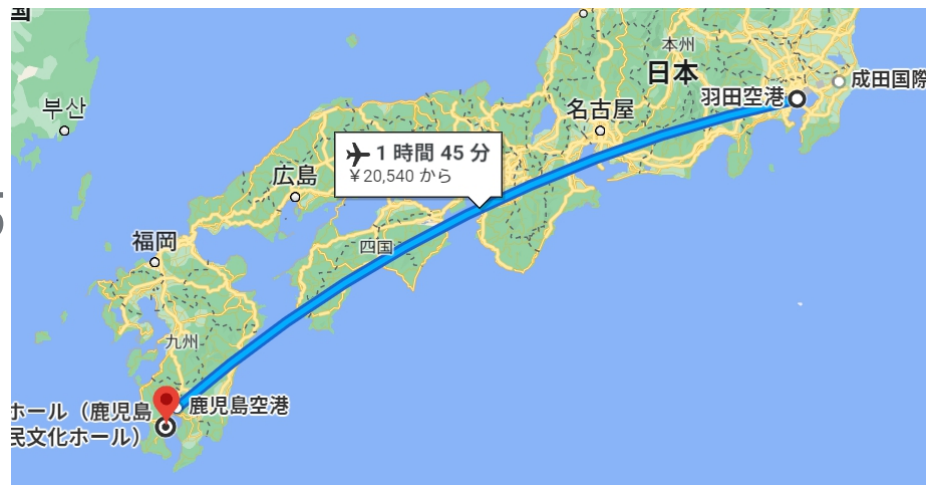 国
本州
日本
成田国際
羽田空港
부산
名古屋
1 時間 45 分
¥20,540 から
広島
四国
福岡
九州
鹿児島空港
ホール（鹿児島
民文化ホール）